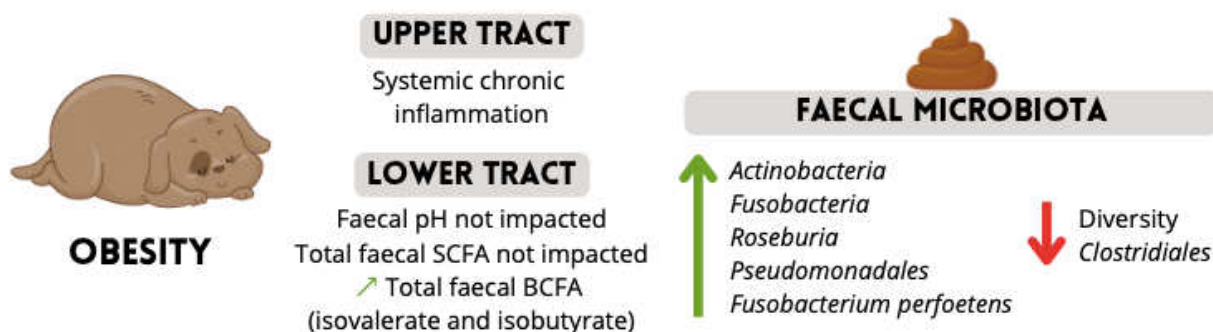 OBESITY
UPPER TRACT
Systemic chronic
inflammation
LOWER TRACT
Faecal pH not impacted
Total faecal SCFA not impacted
↗ Total faecal BCFA
(isovalerate and isobutyrate)
FAECAL MICROBIOTA
Actinobacteria
Fusobacteria
Roseburia
Pseudomonadales
Fusobacterium perfoetens
Diversity
Clostridiales